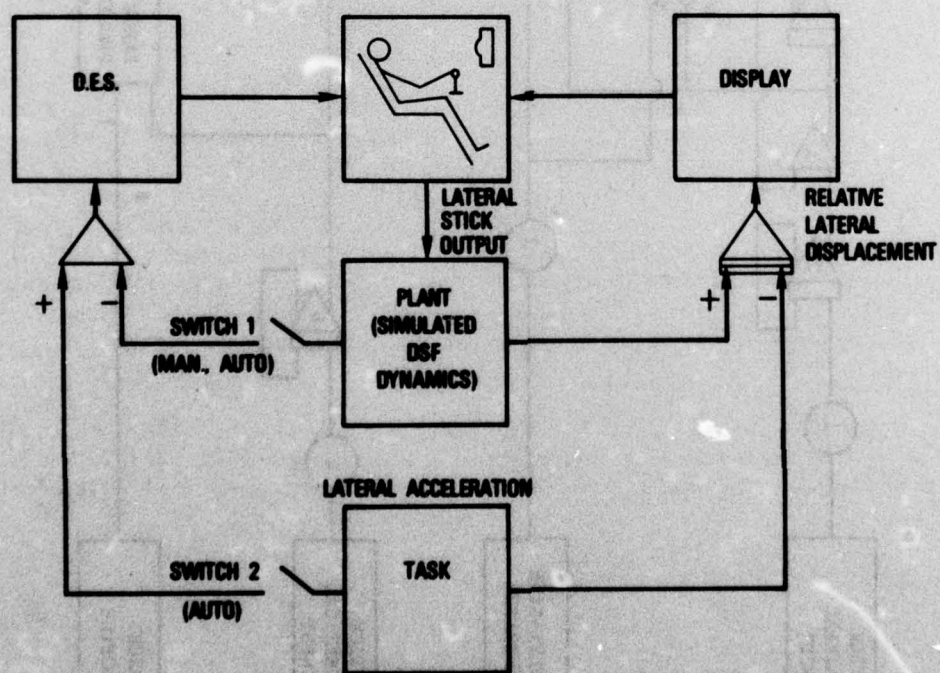 D.E.S.
DISPLAY
LATERAL
STICK
OUTPUT
RELATIVE
LATERAL
DISPLACEMENT
+
-
+
-
PLANT
(SIMULATED
DSF
DYNAMICS)
SWITCH 1
(MAN., AUTO)
LATERAL ACCELERATION
TASK
SWITCH 2
(AUTO)